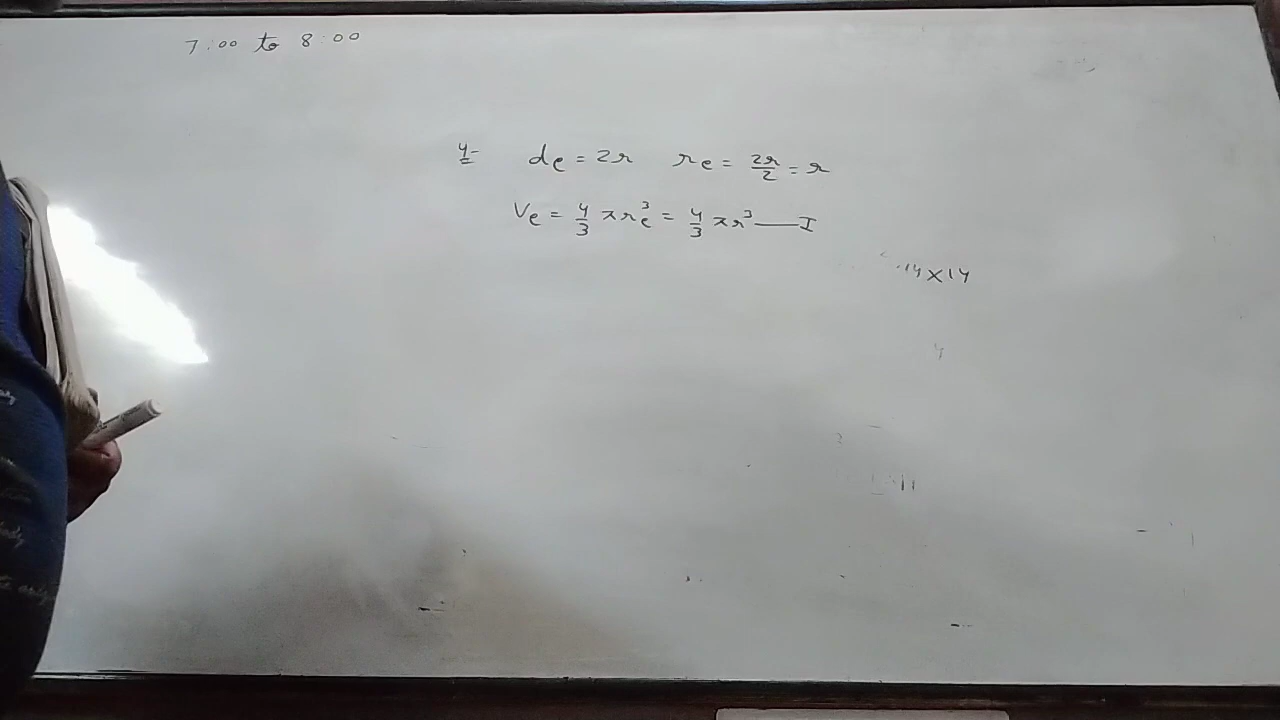 7:00 to 8:00
4- de = 2r re = 2r/2 = r
Ve = 4/3 πre³ = 4/3 πr³ —— I
14×14